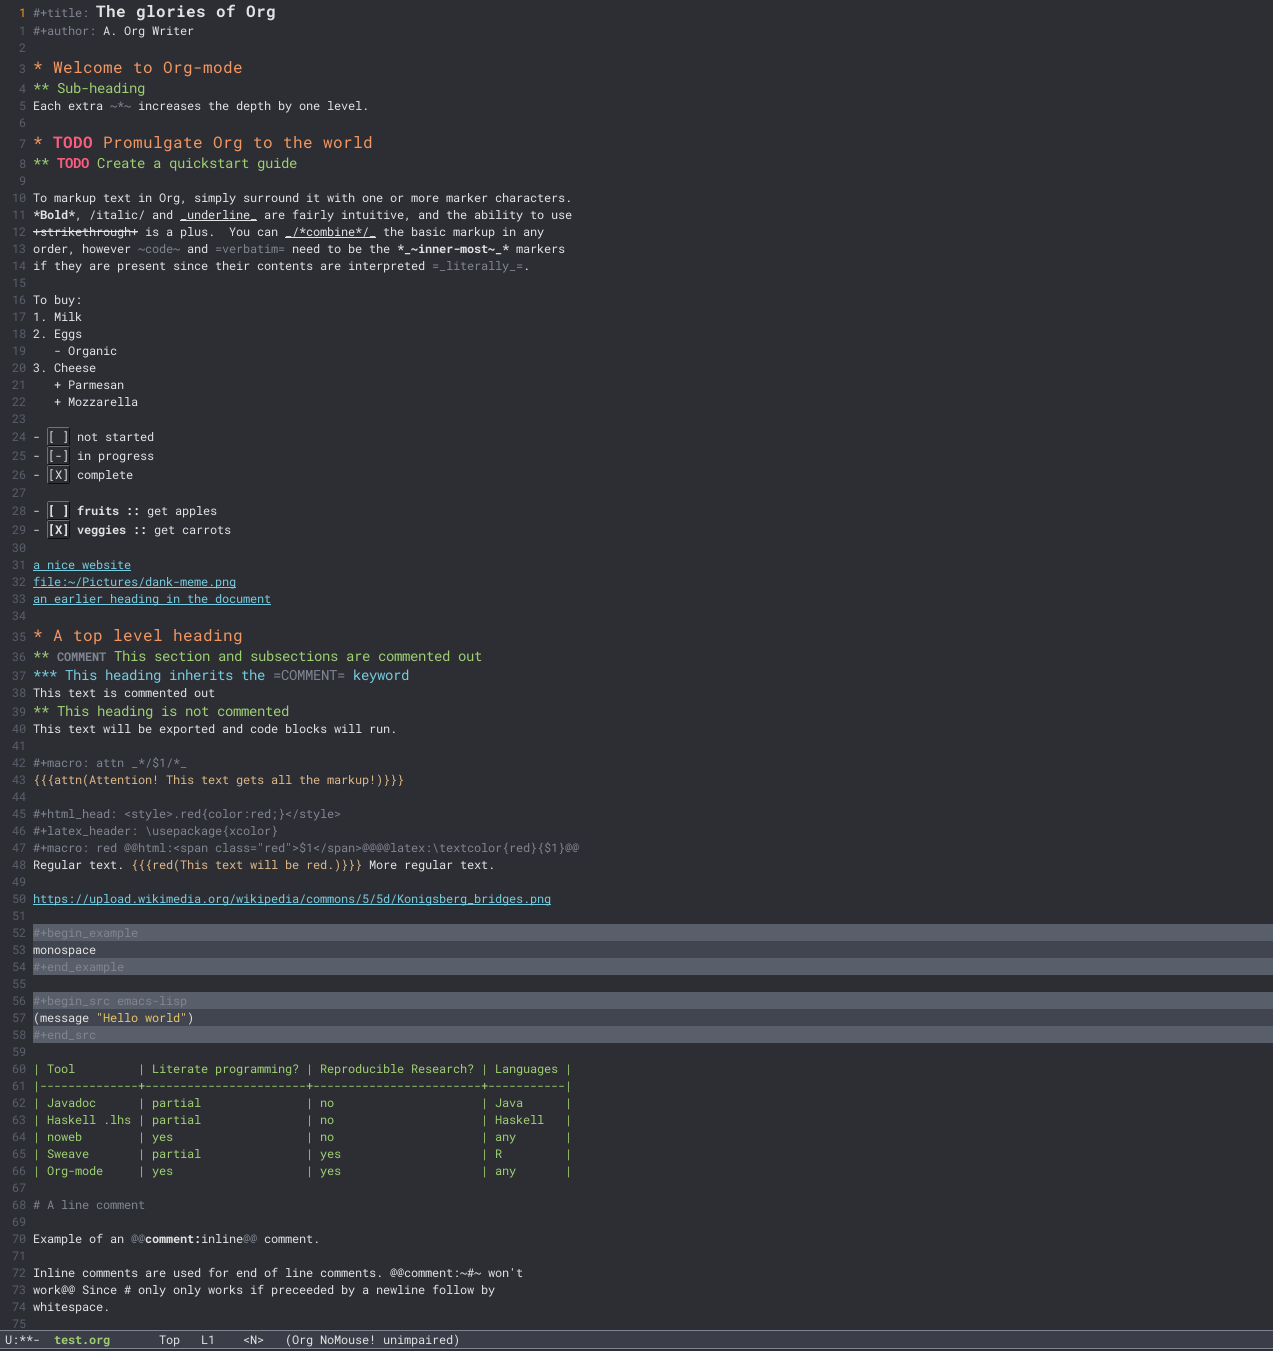 1 #+title: The glories of Org
1 #+author: A. Org Writer
2
3 * Welcome to Org-mode
4 ** Sub-heading
5 Each extra ~*~ increases the depth by one level.
6
7 * TODO Promulgate Org to the world
8 ** TODO Create a quickstart guide
9
10 To markup text in Org, simply surround it with one or more marker characters.
11 *Bold*, /italic/ and _underline_ are fairly intuitive, and the ability to use
12 +strikethrough+ is a plus.  You can _/*combine*/_ the basic markup in any
13 order, however ~code~ and =verbatim= need to be the *_~inner-most~_* markers
14 if they are present since their contents are interpreted =_literally_=.
15
16 To buy:
17 1. Milk
18 2. Eggs
19    - Organic
20 3. Cheese
21    + Parmesan
22    + Mozzarella
23
24 - [ ] not started
25 - [-] in progress
26 - [X] complete
27
28 - [ ] fruits :: get apples
29 - [X] veggies :: get carrots
30
31 a nice website
32 file:~/Pictures/dank-meme.png
33 an earlier heading in the document
34
35 * A top level heading
36 ** COMMENT This section and subsections are commented out
37 *** This heading inherits the =COMMENT= keyword
38 This text is commented out
39 ** This heading is not commented
40 This text will be exported and code blocks will run.
41
42 #+macro: attn _*/$1/*_
43 {{{attn(Attention! This text gets all the markup!)}}}
44
45 #+html_head: <style>.red{color:red;}</style>
46 #+latex_header: \usepackage{xcolor}
47 #+macro: red @@html:<span class="red">$1</span>@@@@latex:\textcolor{red}{$1}@@
48 Regular text. {{{red(This text will be red.)}}} More regular text.
49
50 https://upload.wikimedia.org/wikipedia/commons/5/5d/Konigsberg_bridges.png
51
52 #+begin_example
53 monospace
54 #+end_example
55
56 #+begin_src emacs-lisp
57 (message "Hello world")
58 #+end_src
59
60 | Tool         | Literate programming? | Reproducible Research? | Languages |
61 |--------------+-----------------------+------------------------+-----------|
62 | Javadoc      | partial               | no                     | Java      |
63 | Haskell .lhs | partial               | no                     | Haskell   |
64 | noweb        | yes                   | no                     | any       |
65 | Sweave       | partial               | yes                    | R         |
66 | Org-mode     | yes                   | yes                    | any       |
67
68 # A line comment
69
70 Example of an @@comment:inline@@ comment.
71
72 Inline comments are used for end of line comments. @@comment:~#~ won't
73 work@@ Since # only only works if preceeded by a newline follow by
74 whitespace.
75
U:**-  test.org       Top   L1    <N>   (Org NoMouse! unimpaired)